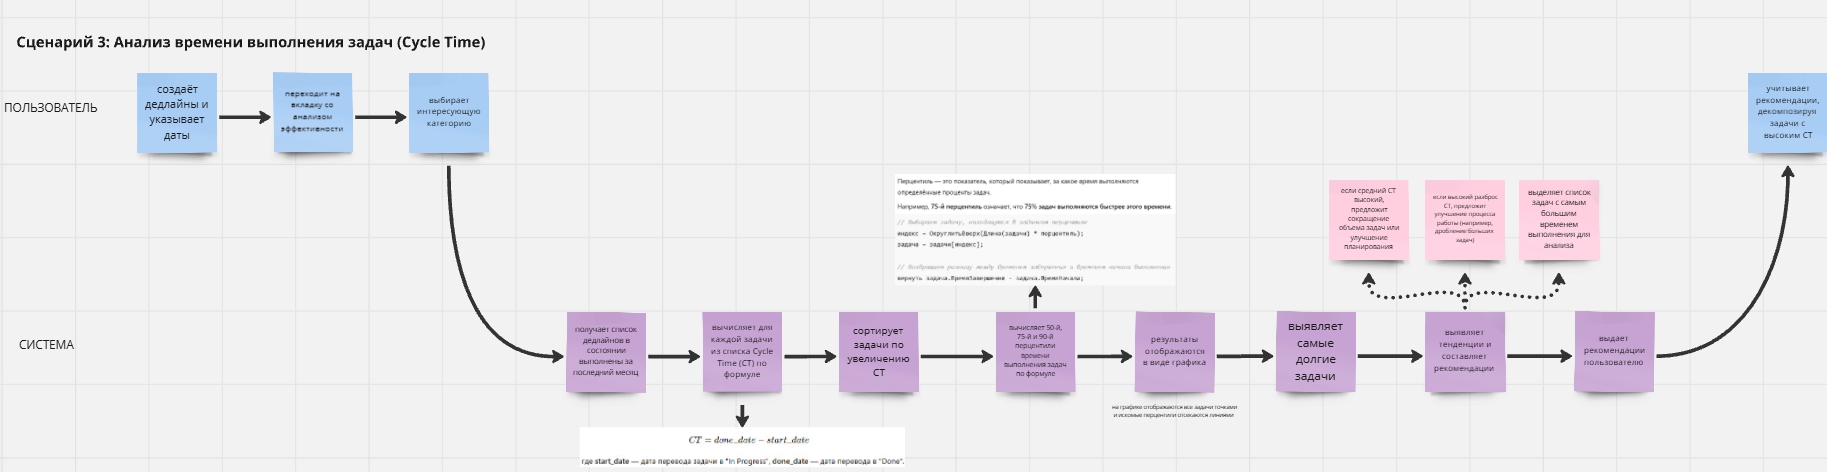 Сценарий 3: Анализ времени выполнения задач (Cycle Time)
ПОЛЬЗОВАТЕЛЬ
создаёт
дедлайны и
указывает
даты
переходит на
вкладку со
анализом
эффективности
выбирает
интересующую
категорию
учитывает
рекомендации,
декомпозируя
задачи с
высоким СТ
Перцентиль — это показатель, который показывает, за какое время выполняются
определённые проценты задач.
Например, 75-й перцентиль означает, что 75% задач выполняются быстрее этого времени.
// Выбираем задачу, находящуюся в заданном перцентиле
индекс = ОкруглитьВверх(Длина(задачи) * перцентиль);
задача = задачи[индекс];
// Возвращаем разницу между временем завершения и временем начала выполнения
вернуть задача.ВремяЗавершения - задача.ВремяНачала;
если средний СТ
высокий,
предложит
сокращение
объема задач или
улучшение
планирования
если высокий разброс
СТ, предложит
улучшение процесса
работы (например,
дробление больших
задач)
выделяет список
задач с самым
большим
временем
выполнения для
анализа
СИСТЕМА
получает список
дедлайнов в
состоянии
выполнены за
последний месяц
вычисляет для
каждой задачи
из списка Cycle
Time (CT) по
формуле
сортирует
задачи по
увеличению
СТ
вычисляет 50-й,
75-й и 90-й
перцентили
времени
выполнения задач
по формуле
результаты
отображаются
в виде графика
выявляет
самые
долгие
задачи
выявляет
тенденции и
составляет
рекомендации
выдает
рекомендации
пользователю
на графике отображаются все задачи точками
и искомые перцентили отсекаются линиями
CT = done_date − start_date
где start_date — дата перевода задачи в "In Progress", done_date — дата перевода в "Done".